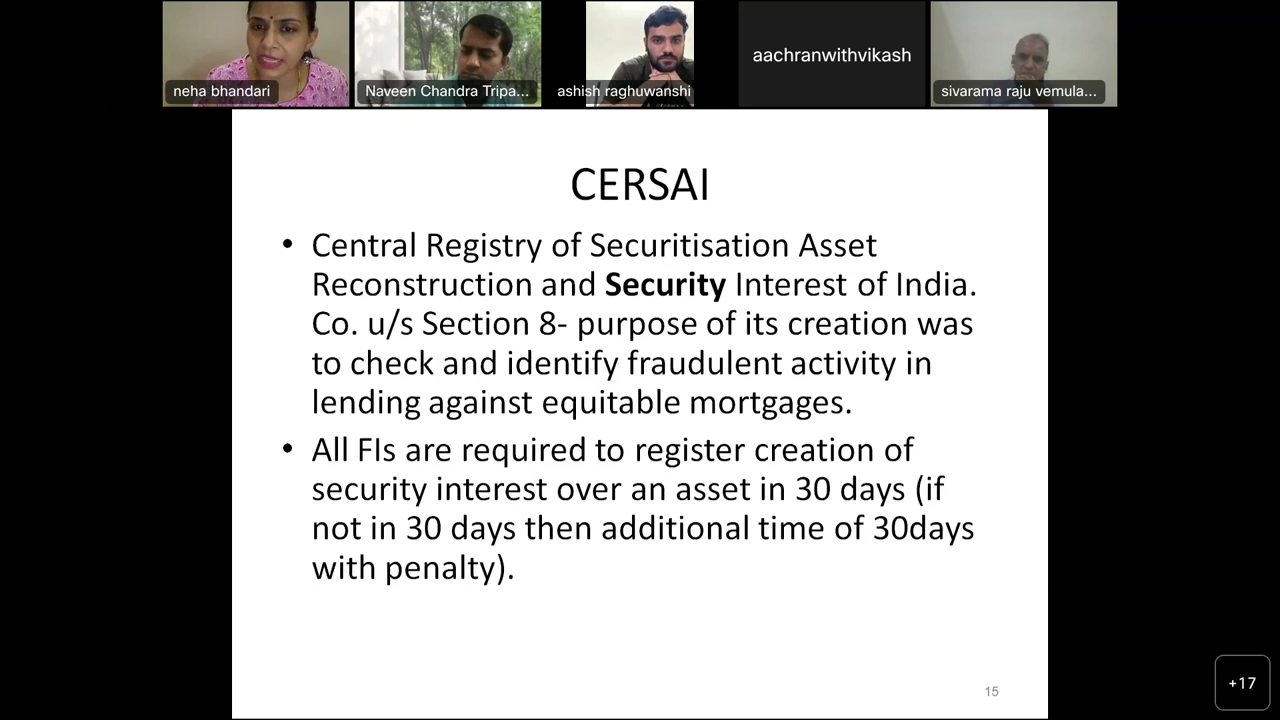 neha bhandari
Naveen Chandra Tripa...
ashish raghuwanshi
aachranwithvikash
sivarama raju vemula...
CERSAI
• Central Registry of Securitisation Asset
Reconstruction and Security Interest of India.
Co. u/s Section 8- purpose of its creation was
to check and identify fraudulent activity in
lending against equitable mortgages.
• All FIs are required to register creation of
security interest over an asset in 30 days (if
not in 30 days then additional time of 30days
with penalty).
15
+17